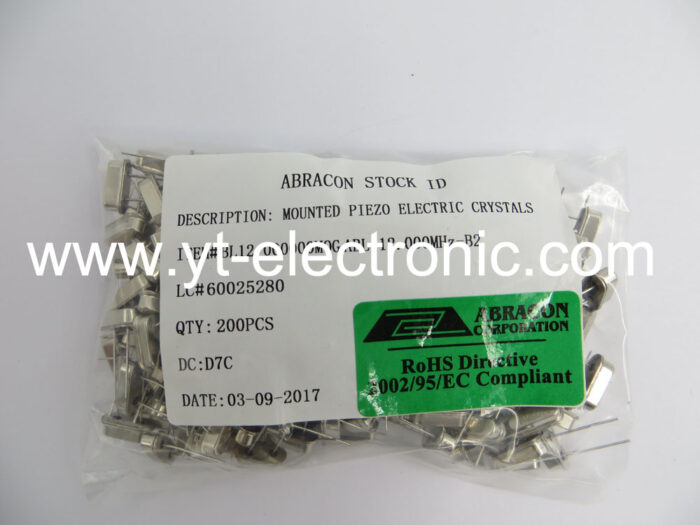 ABRACON STOCK ID
DESCRIPTION: MOUNTED PIEZO ELECTRIC CRYSTALS
www.yt-electronic.com
LC#60025280
QTY: 200PCS
DC:D7C
DATE: 03-09-2017
ABRACON
CORPORATION
RoHS Directive
2002/95/EC Compliant